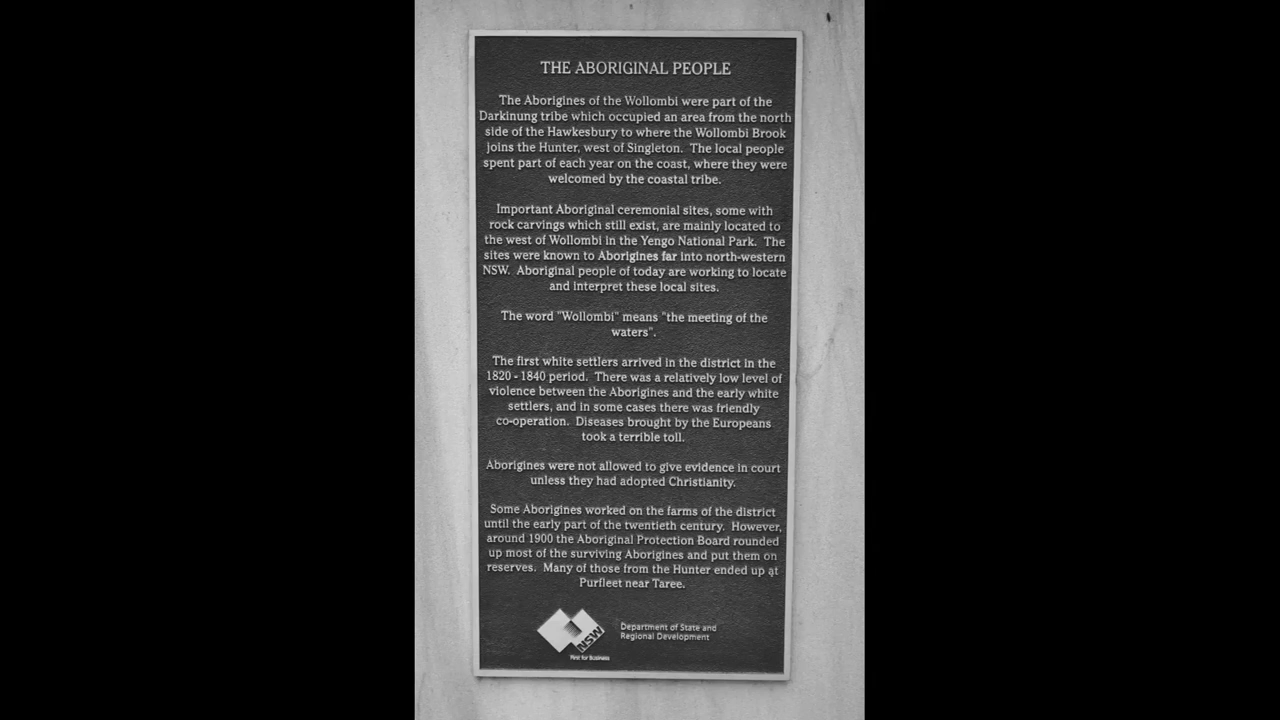 THE ABORIGINAL PEOPLE
The Aborigines of the Wollombi were part of the
Darkinung tribe which occupied an area from the north
side of the Hawkesbury to where the Wollombi Brook
joins the Hunter, west of Singleton. The local people
spent part of each year on the coast, where they were
welcomed by the coastal tribe.
Important Aboriginal ceremonial sites, some with
rock carvings which still exist, are mainly located to
the west of Wollombi in the Yengo National Park. The
sites were known to Aborigines far into north-western
NSW. Aboriginal people of today are working to locate
and interpret these local sites.
The word "Wollombi" means "the meeting of the
waters".
The first white settlers arrived in the district in the
1820 - 1840 period. There was a relatively low level of
violence between the Aborigines and the early white
settlers, and in some cases there was friendly
co-operation. Diseases brought by the Europeans
took a terrible toll.
Aborigines were not allowed to give evidence in court
unless they had adopted Christianity.
Some Aborigines worked on the farms of the district
until the early part of the twentieth century. However,
around 1900 the Aboriginal Protection Board rounded
up most of the surviving Aborigines and put them on
reserves. Many of those from the Hunter ended up at
Purfleet near Taree.
NSW
First for Business
Department of State and
Regional Development